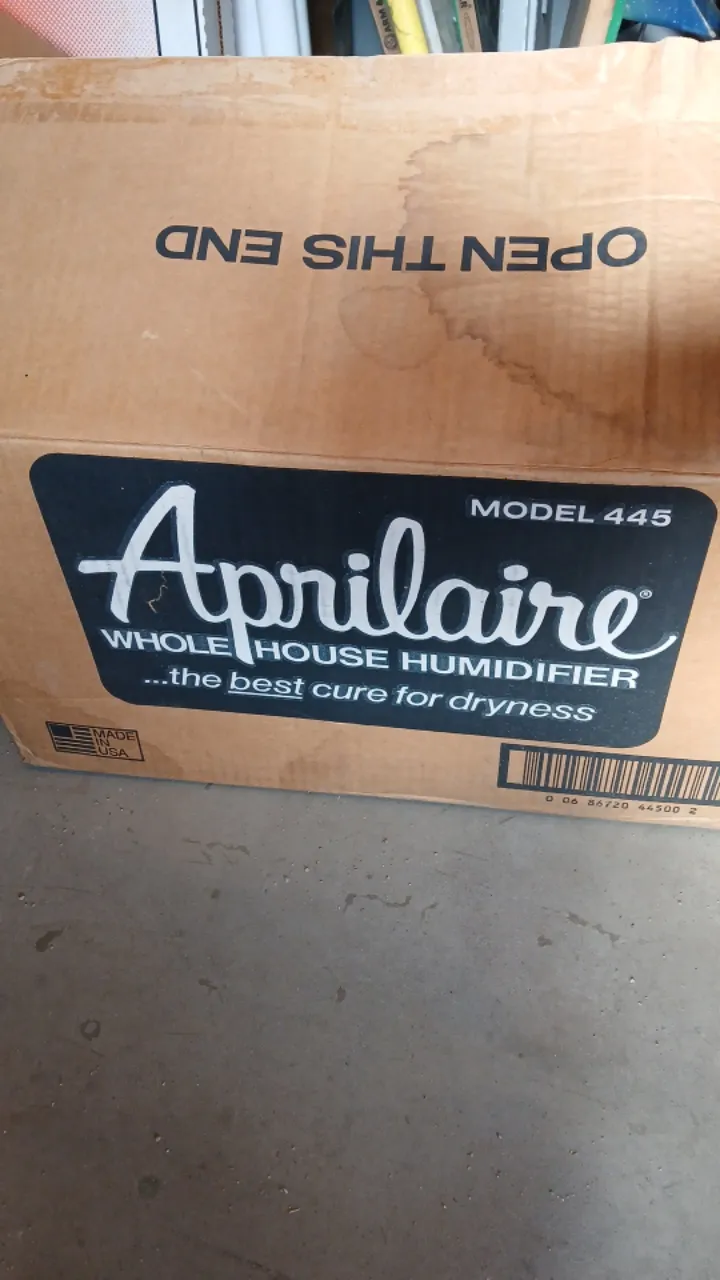 ARM A
OPEN THIS END
MODEL 445
Aprilaire®
WHOLE HOUSE HUMIDIFIER
...the best cure for dryness
MADE
IN
USA
0 06 86720 44500 2